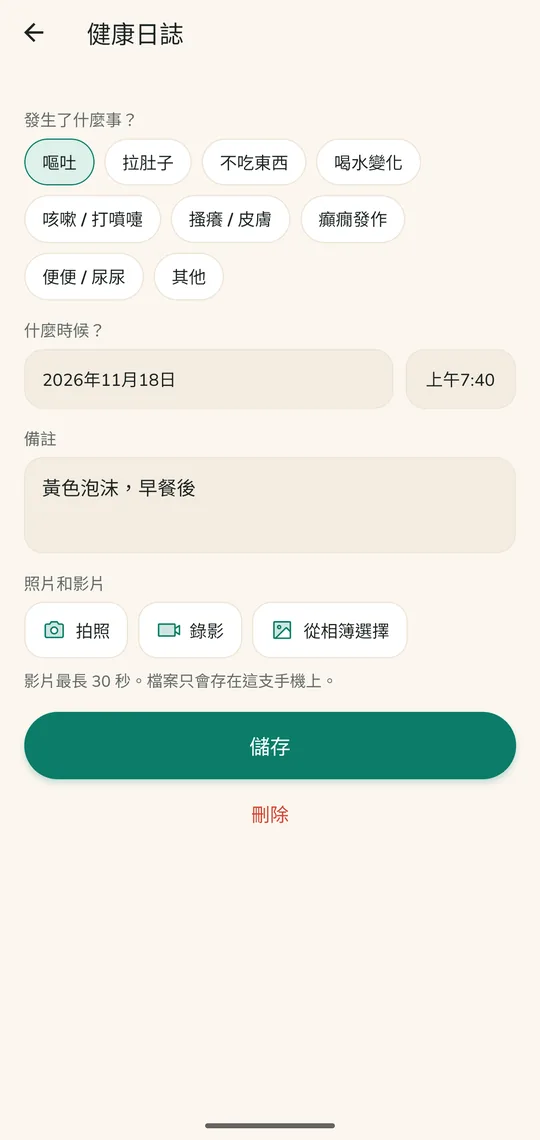 健康日誌
發生了什麼事？
嘔吐 拉肚子 不吃東西 喝水變化
咳嗽 / 打噴嚏 搔癢 / 皮膚 癲癇發作
便便 / 尿尿 其他
什麼時候？
2026年11月18日 上午7:40
備註
黃色泡沫，早餐後
照片和影片
拍照 錄影 從相簿選擇
影片最長 30 秒。檔案只會存在這支手機上。
儲存
刪除